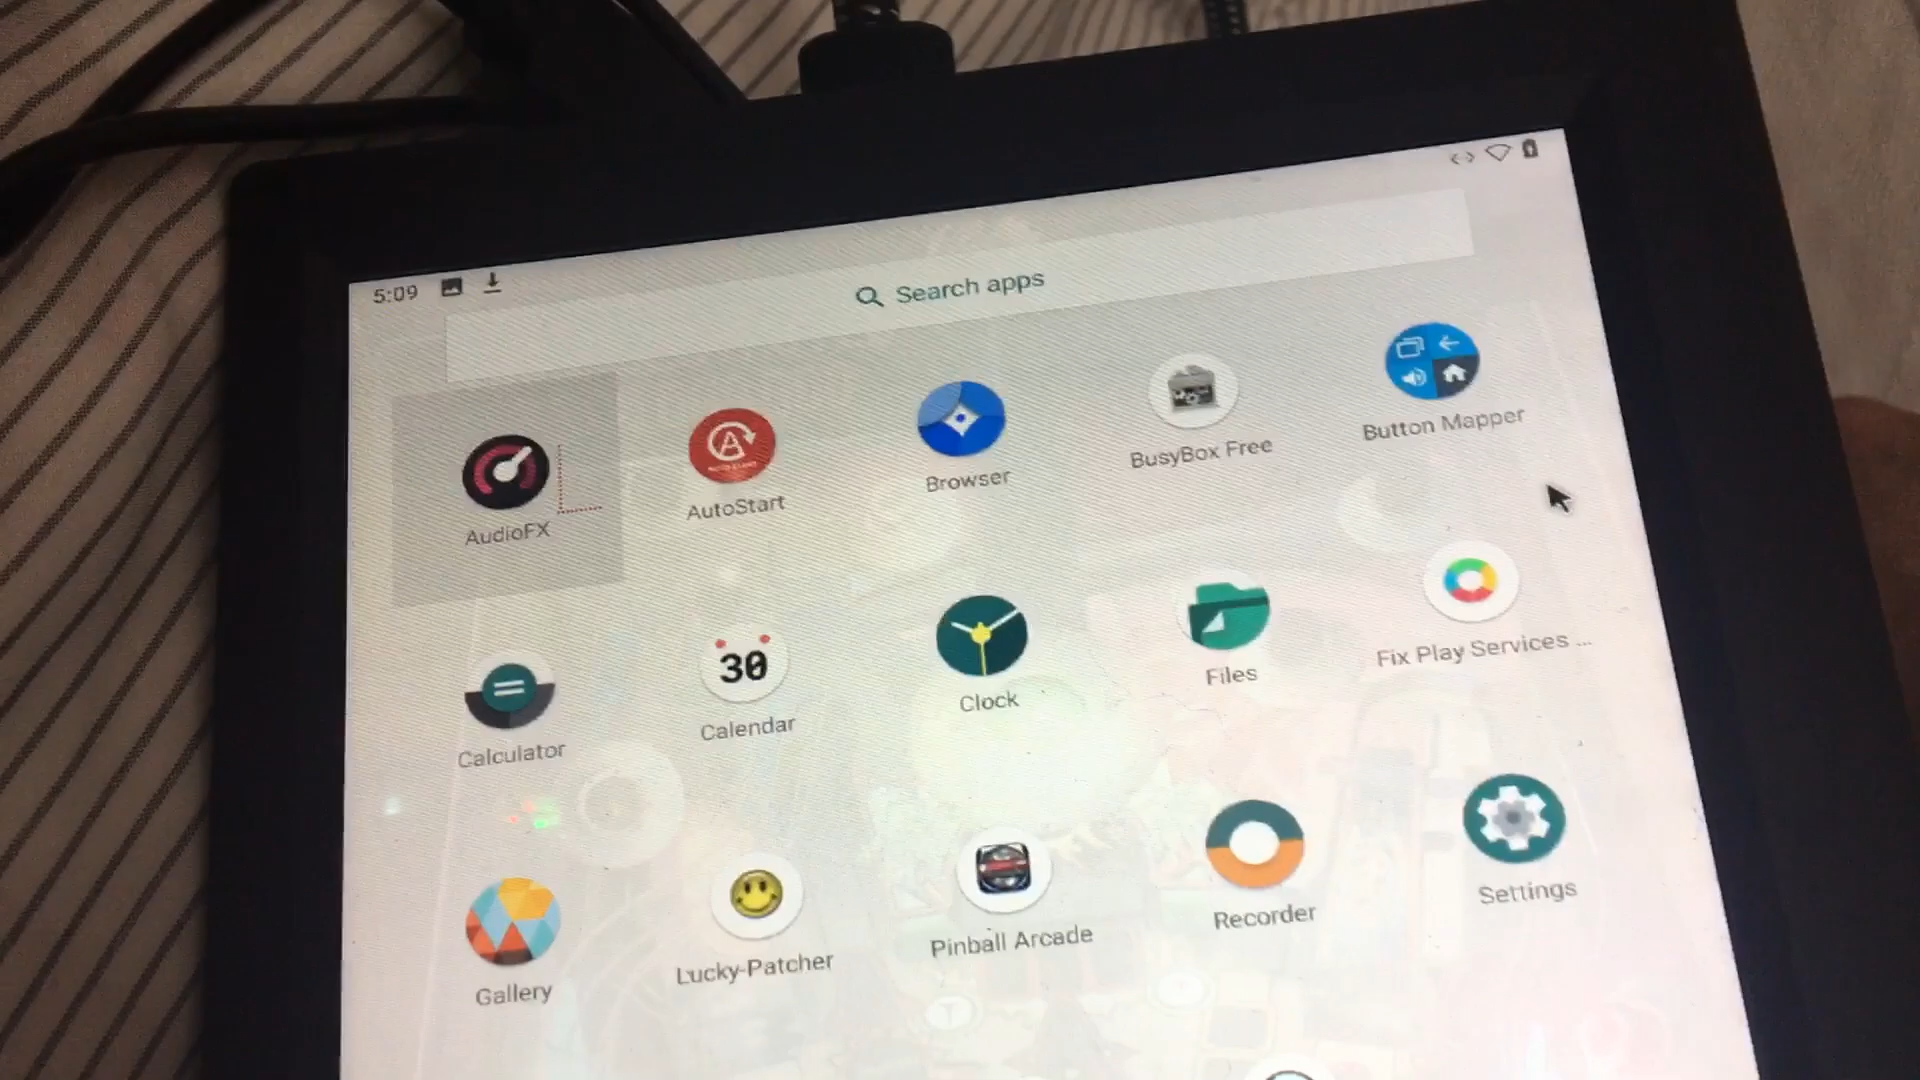 5:09
Search apps
AudioFX
AutoStart
Browser
BusyBox Free
Button Mapper
30
Calculator
Calendar
Clock
Files
Fix Play Services ...
Gallery
Lucky-Patcher
Pinball Arcade
Recorder
Settings